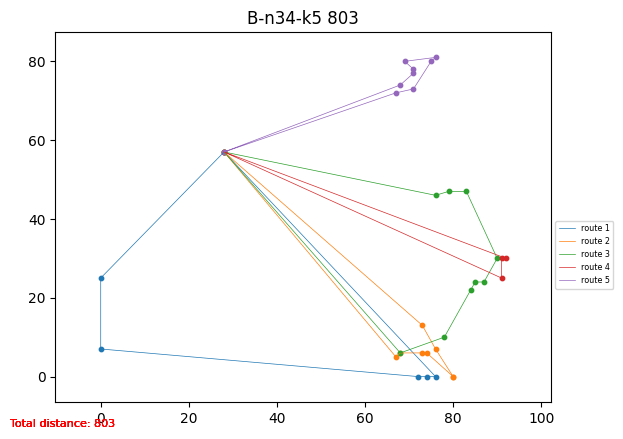 B-n34-k5 803
80
60
40
20
0
0 20 40 60 80 100
route 1
route 2
route 3
route 4
route 5
Total distance: 803